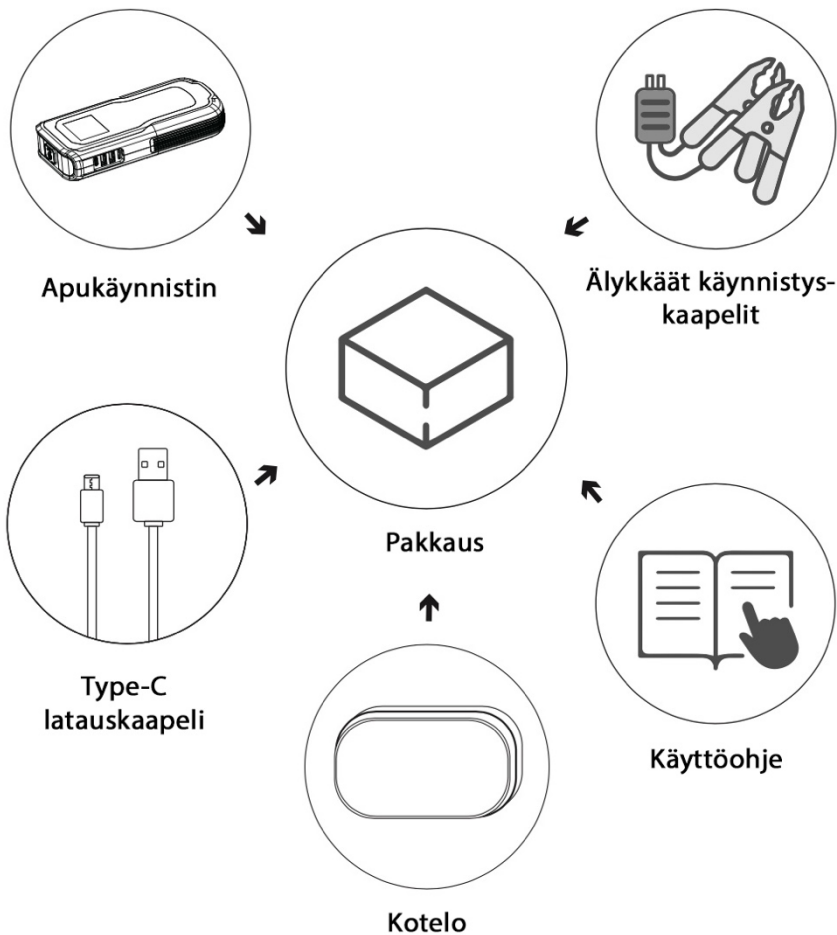 Apukäynnistin
Älykkäät käynnistys-
kaapelit
Pakkaus
Type-C
latauskaapeli
Käyttöohje
Kotelo